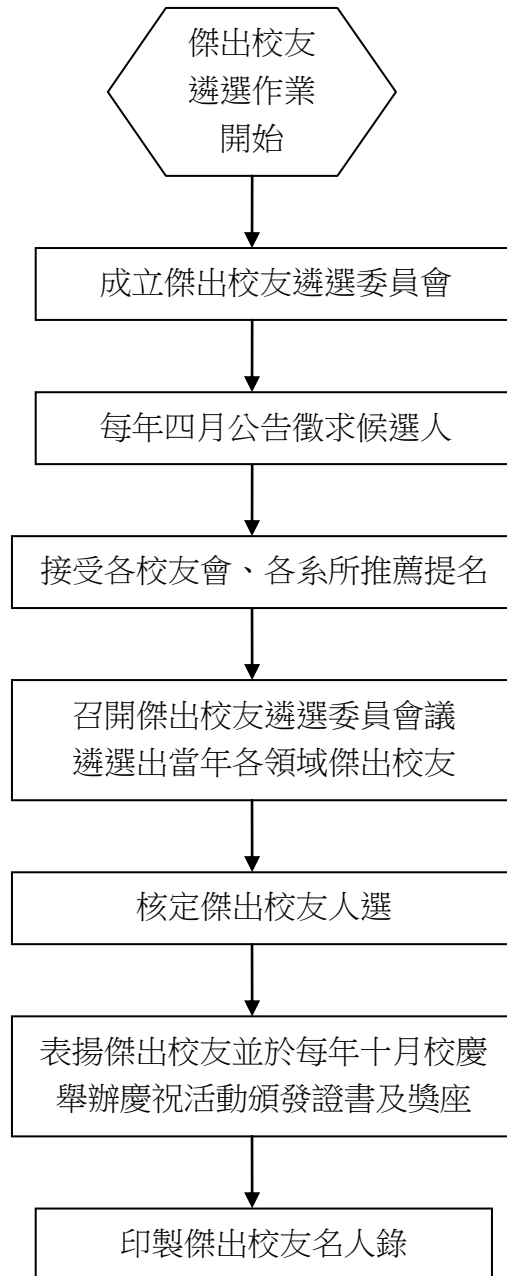 傑出校友
遴選作業
開始
成立傑出校友遴選委員會
每年四月公告徵求候選人
接受各校友會、各系所推薦提名
召開傑出校友遴選委員會議
遴選出當年各領域傑出校友
核定傑出校友人選
表揚傑出校友並於每年十月校慶
舉辦慶祝活動頒發證書及獎座
印製傑出校友名人錄